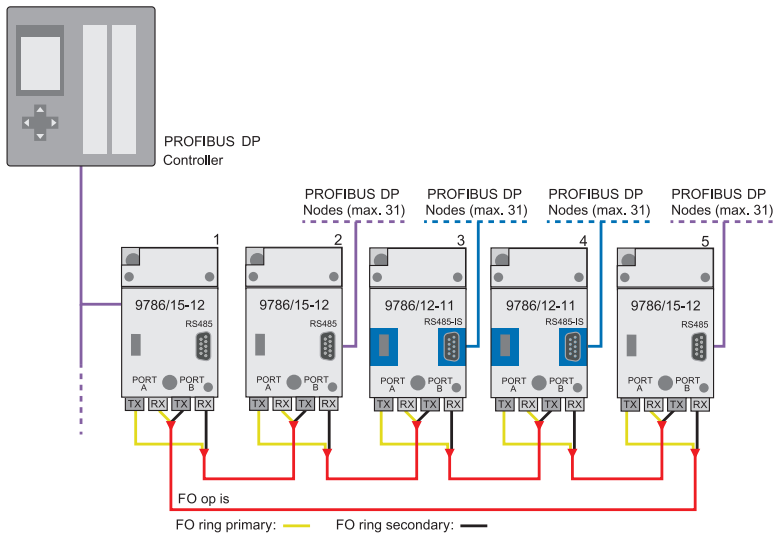 PROFIBUS DP
Controller
PROFIBUS DP
Nodes (max. 31)
PROFIBUS DP
Nodes (max. 31)
PROFIBUS DP
Nodes (max. 31)
PROFIBUS DP
Nodes (max. 31)
1
2
3
4
5
9786/15-12
9786/15-12
9786/12-11
9786/12-11
9786/15-12
RS485
RS485
RS485-IS
RS485-IS
RS485
PORT A
PORT B
PORT A
PORT B
PORT A
PORT B
PORT A
PORT B
PORT A
PORT B
TX RX TX RX
TX RX TX RX
TX RX TX RX
TX RX TX RX
TX RX TX RX
FO op is
FO ring primary:
FO ring secondary: